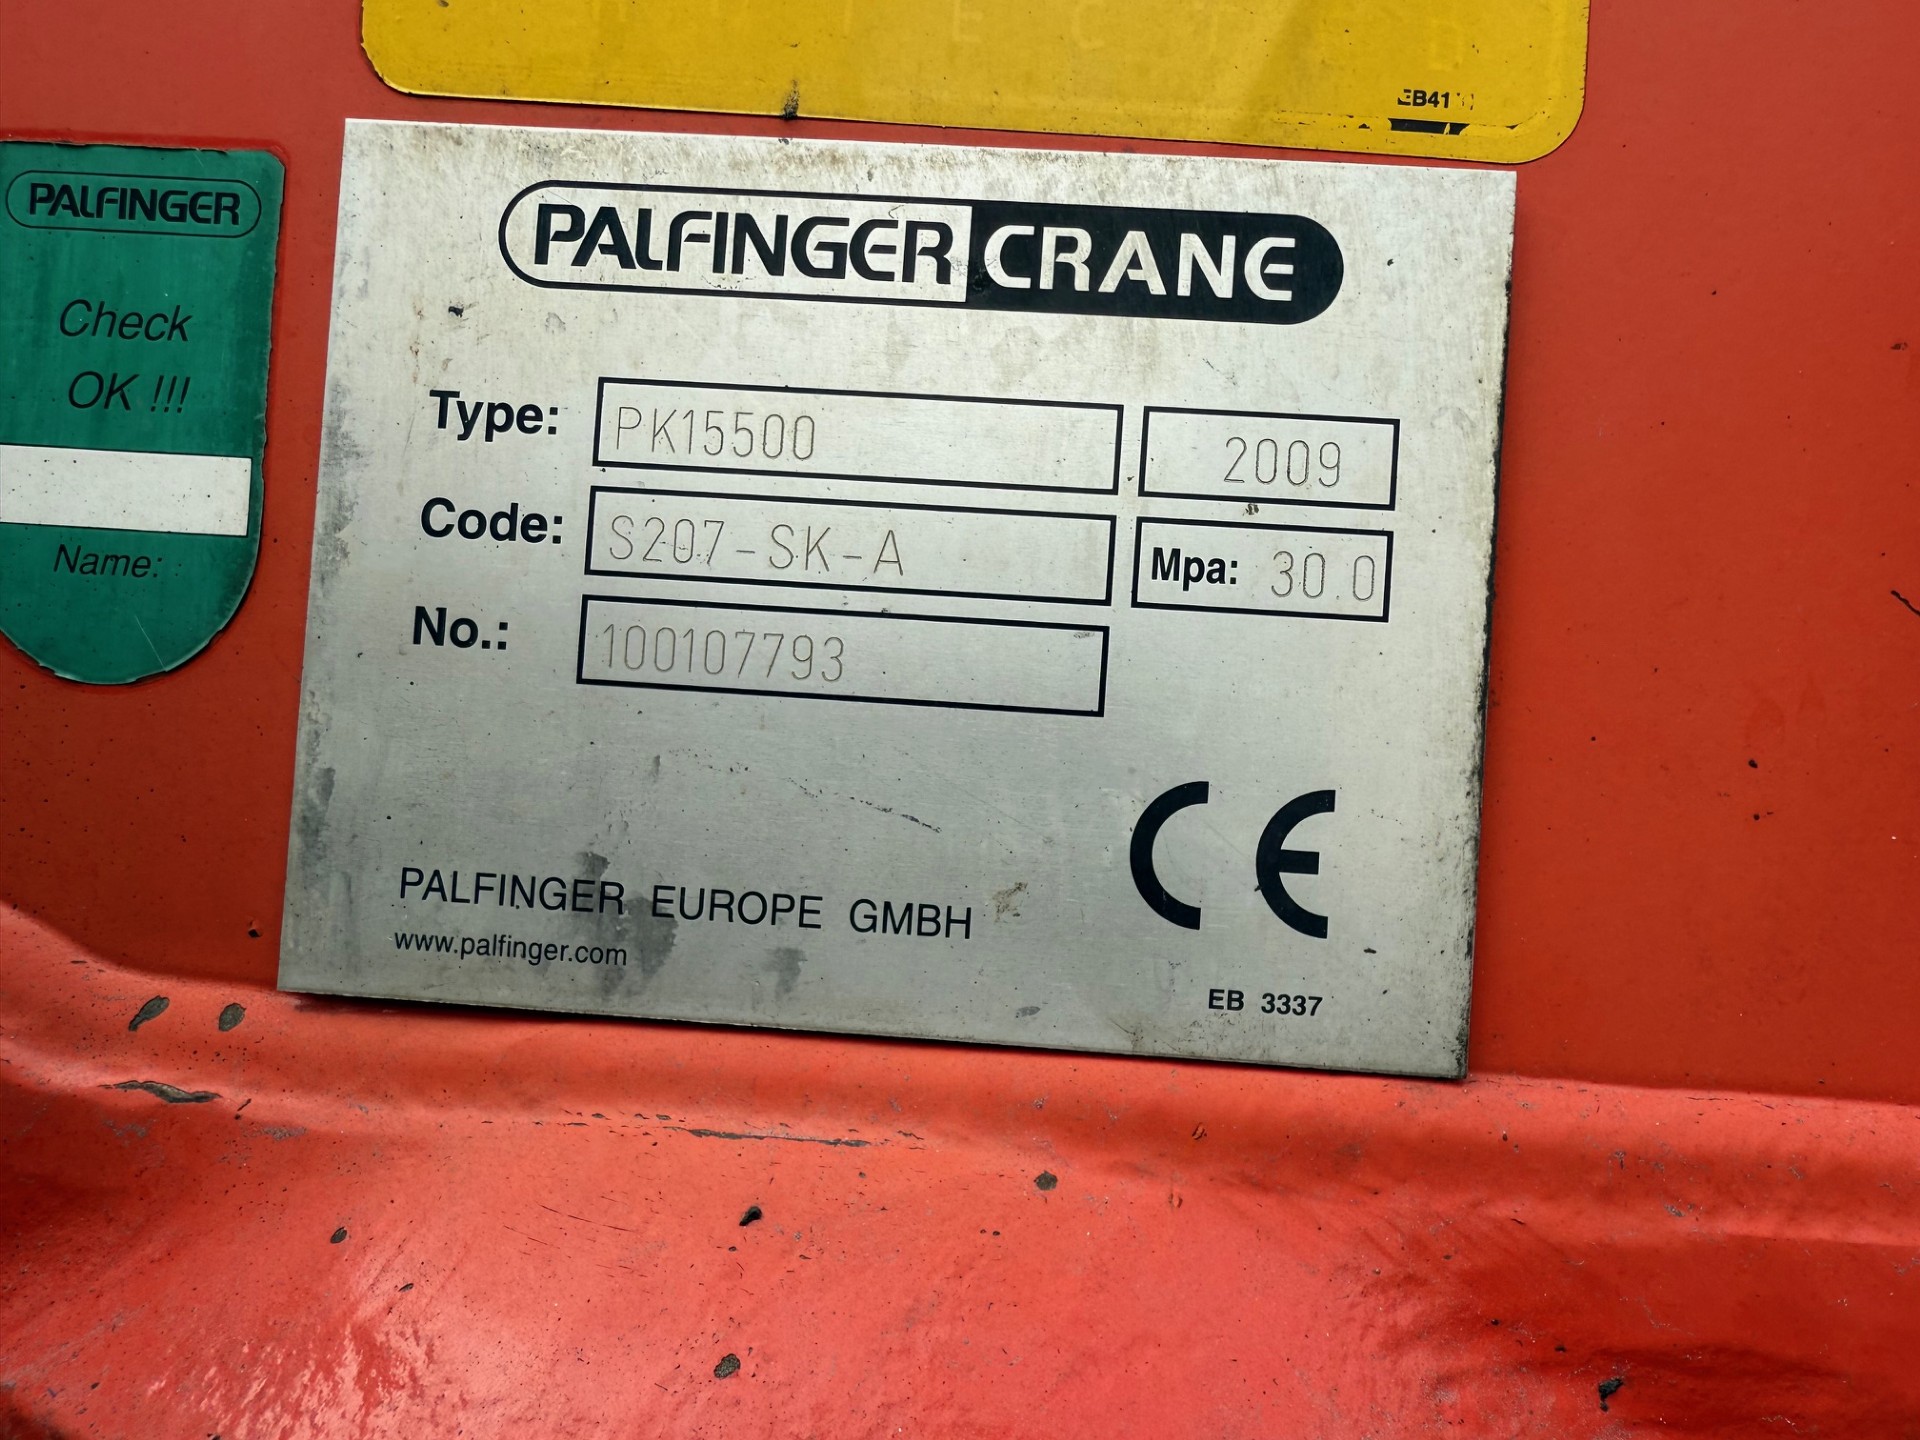 PALFINGER
Check
OK !!!
Name:
PALFINGER CRANE
Type: PK15500 2009
Code: S207-SK-A Mpa: 30.0
No.: 100107793
CE
PALFINGER EUROPE GMBH
www.palfinger.com
EB 3337